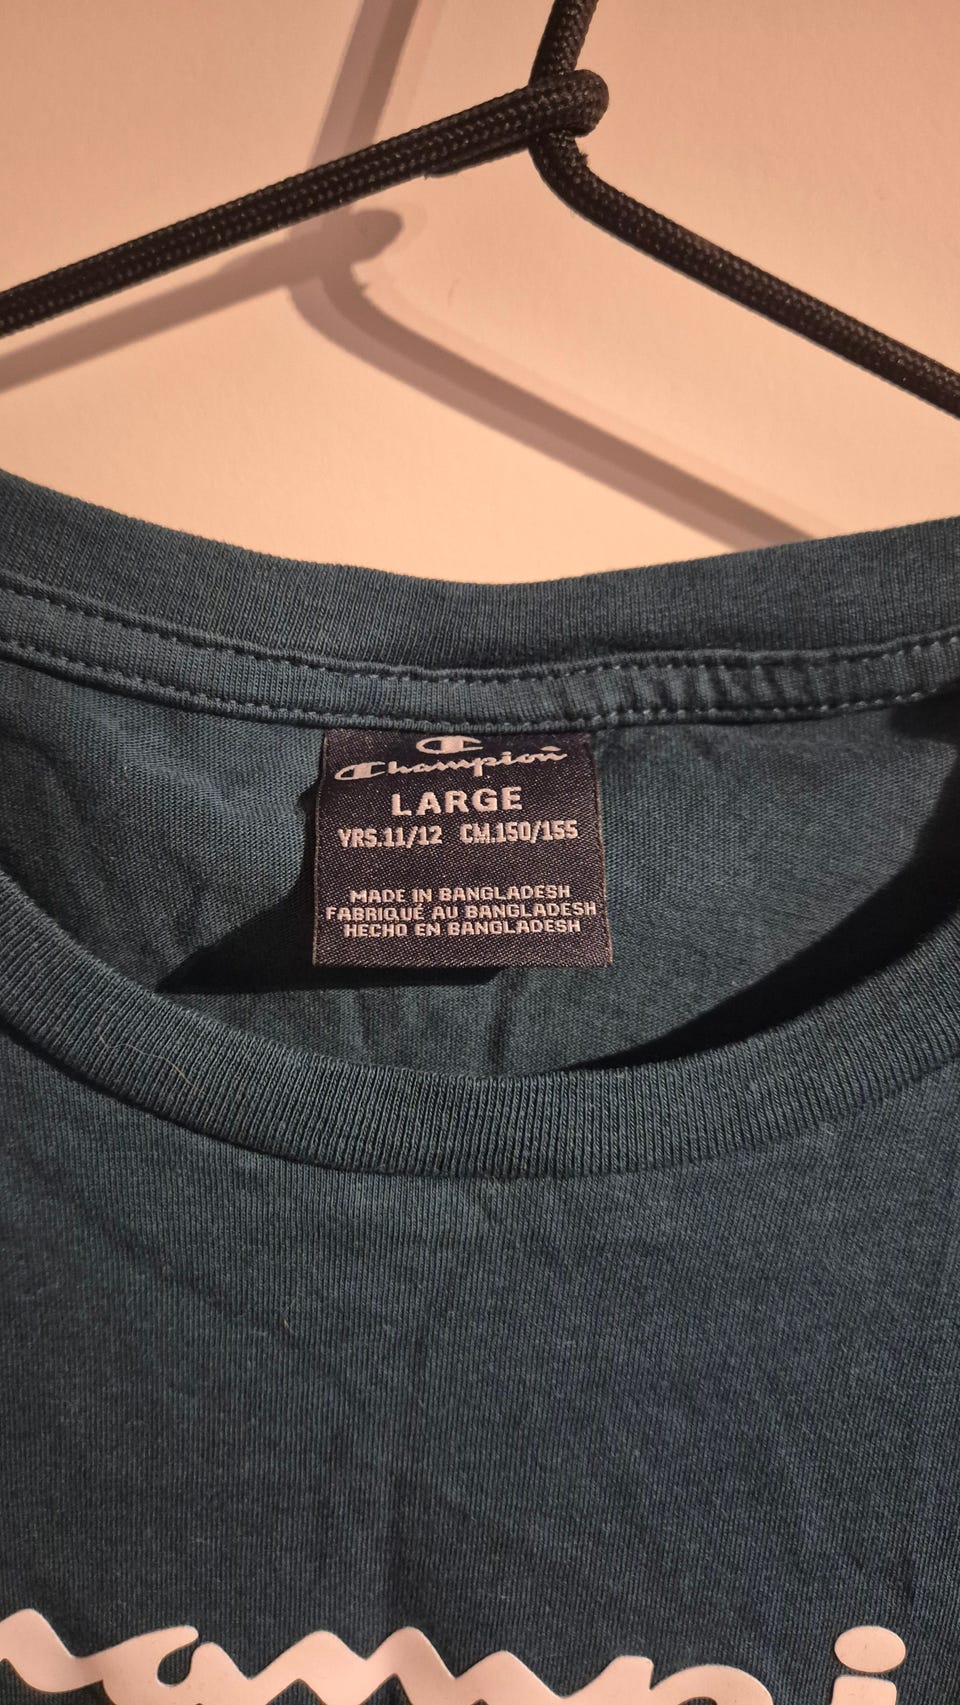 Champion
LARGE
YRS.11/12 CM.150/155
MADE IN BANGLADESH
FABRIQUÉ AU BANGLADESH
HECHO EN BANGLADESH